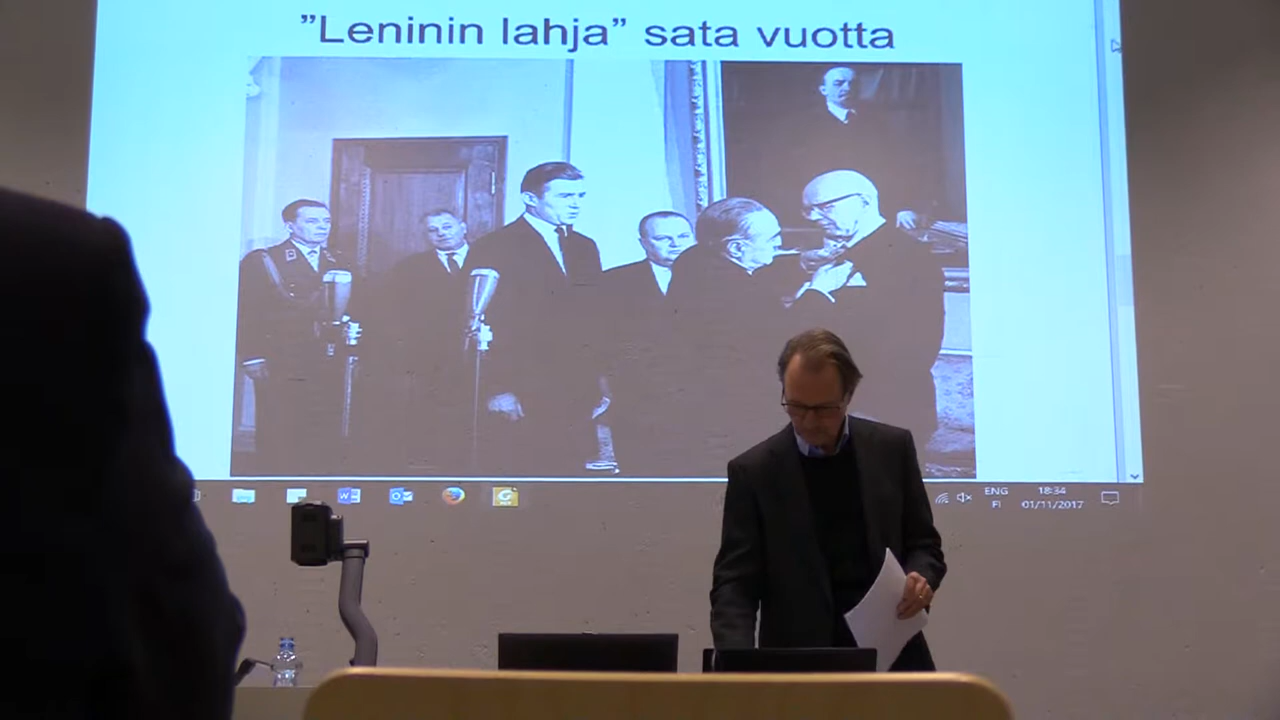 ”Leninin lahja” sata vuotta
ENG
FI
18:34
01/11/2017